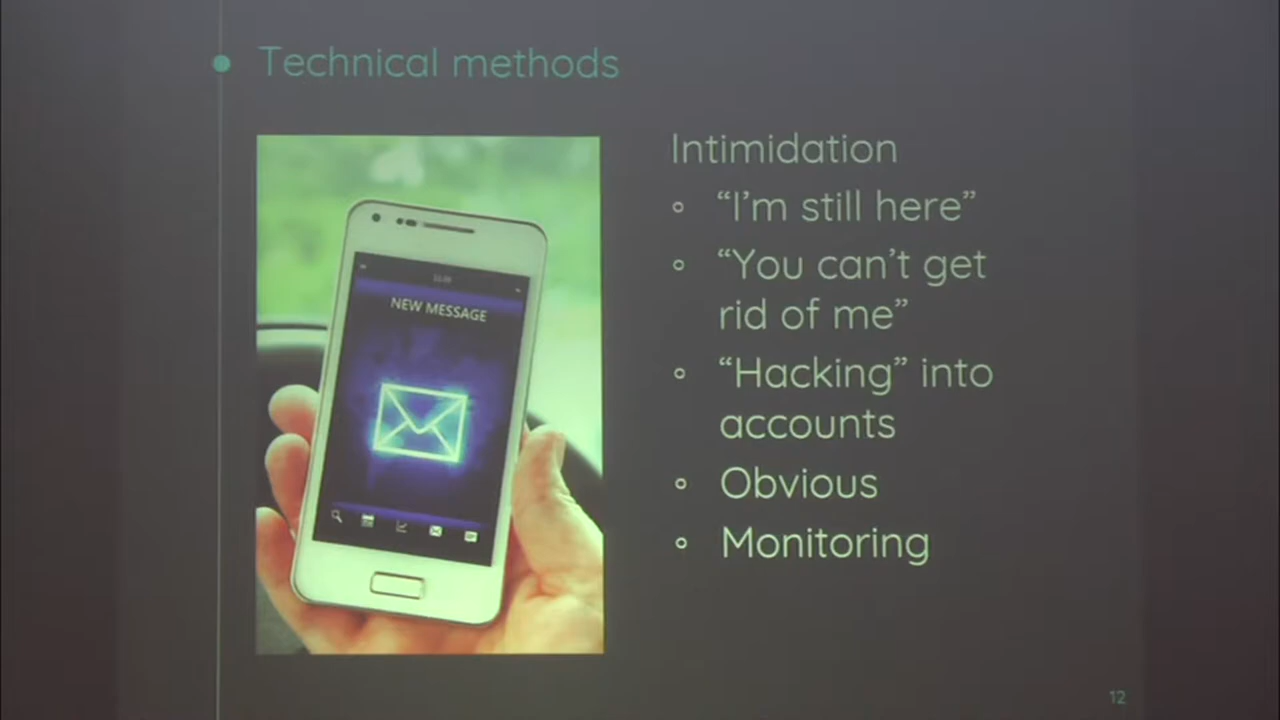 Technical methods
Intimidation
“I’m still here”
“You can’t get
rid of me”
“Hacking” into
accounts
Obvious
Monitoring
NEW MESSAGE
12